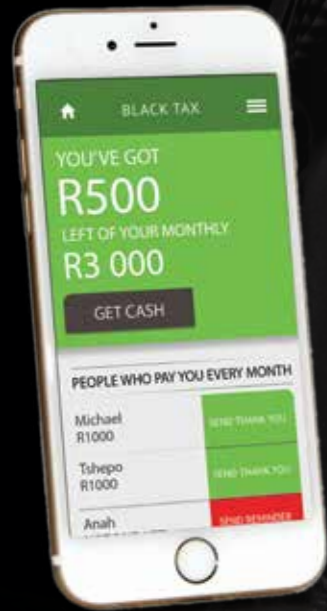 BLACK TAX
YOU'VE GOT
R500
LEFT OF YOUR MONTHLY
R3 000
GET CASH
PEOPLE WHO PAY YOU EVERY MONTH
Michael
R1000
SEND THANK YOU
Tshepo
R1000
SEND THANK YOU
Anah
SEND REMINDER